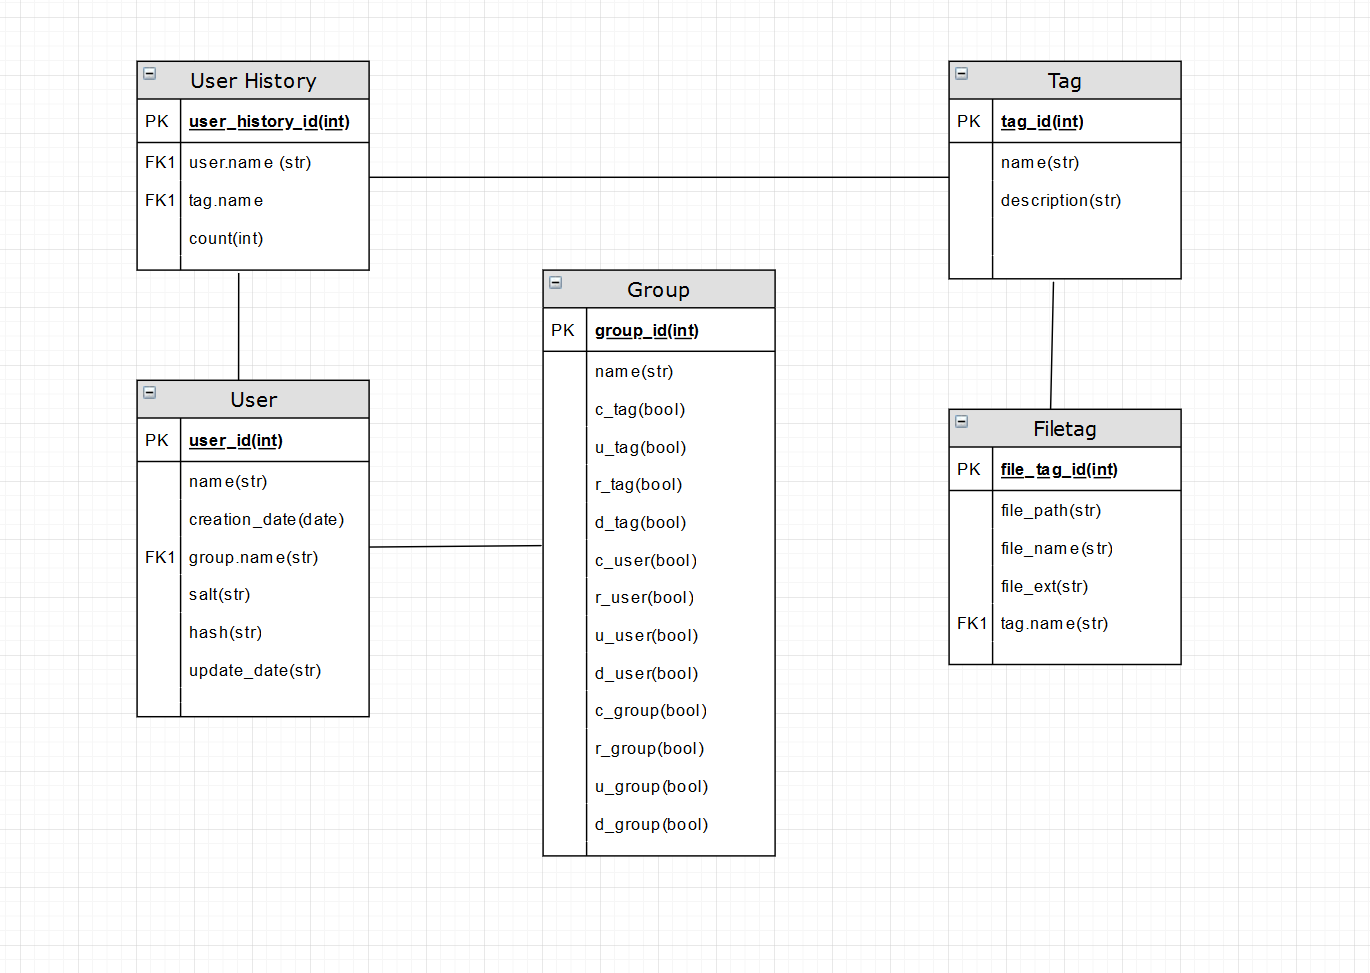 User History
PK user_history_id(int)
FK1 user.name (str)
FK1 tag.name
count(int)
Tag
PK tag_id(int)
name(str)
description(str)
Group
PK group_id(int)
name(str)
c_tag(bool)
u_tag(bool)
r_tag(bool)
d_tag(bool)
c_user(bool)
r_user(bool)
u_user(bool)
d_user(bool)
c_group(bool)
r_group(bool)
u_group(bool)
d_group(bool)
User
PK user_id(int)
name(str)
creation_date(date)
FK1 group.name(str)
salt(str)
hash(str)
update_date(str)
Filetag
PK file_tag_id(int)
file_path(str)
file_name(str)
file_ext(str)
FK1 tag.name(str)